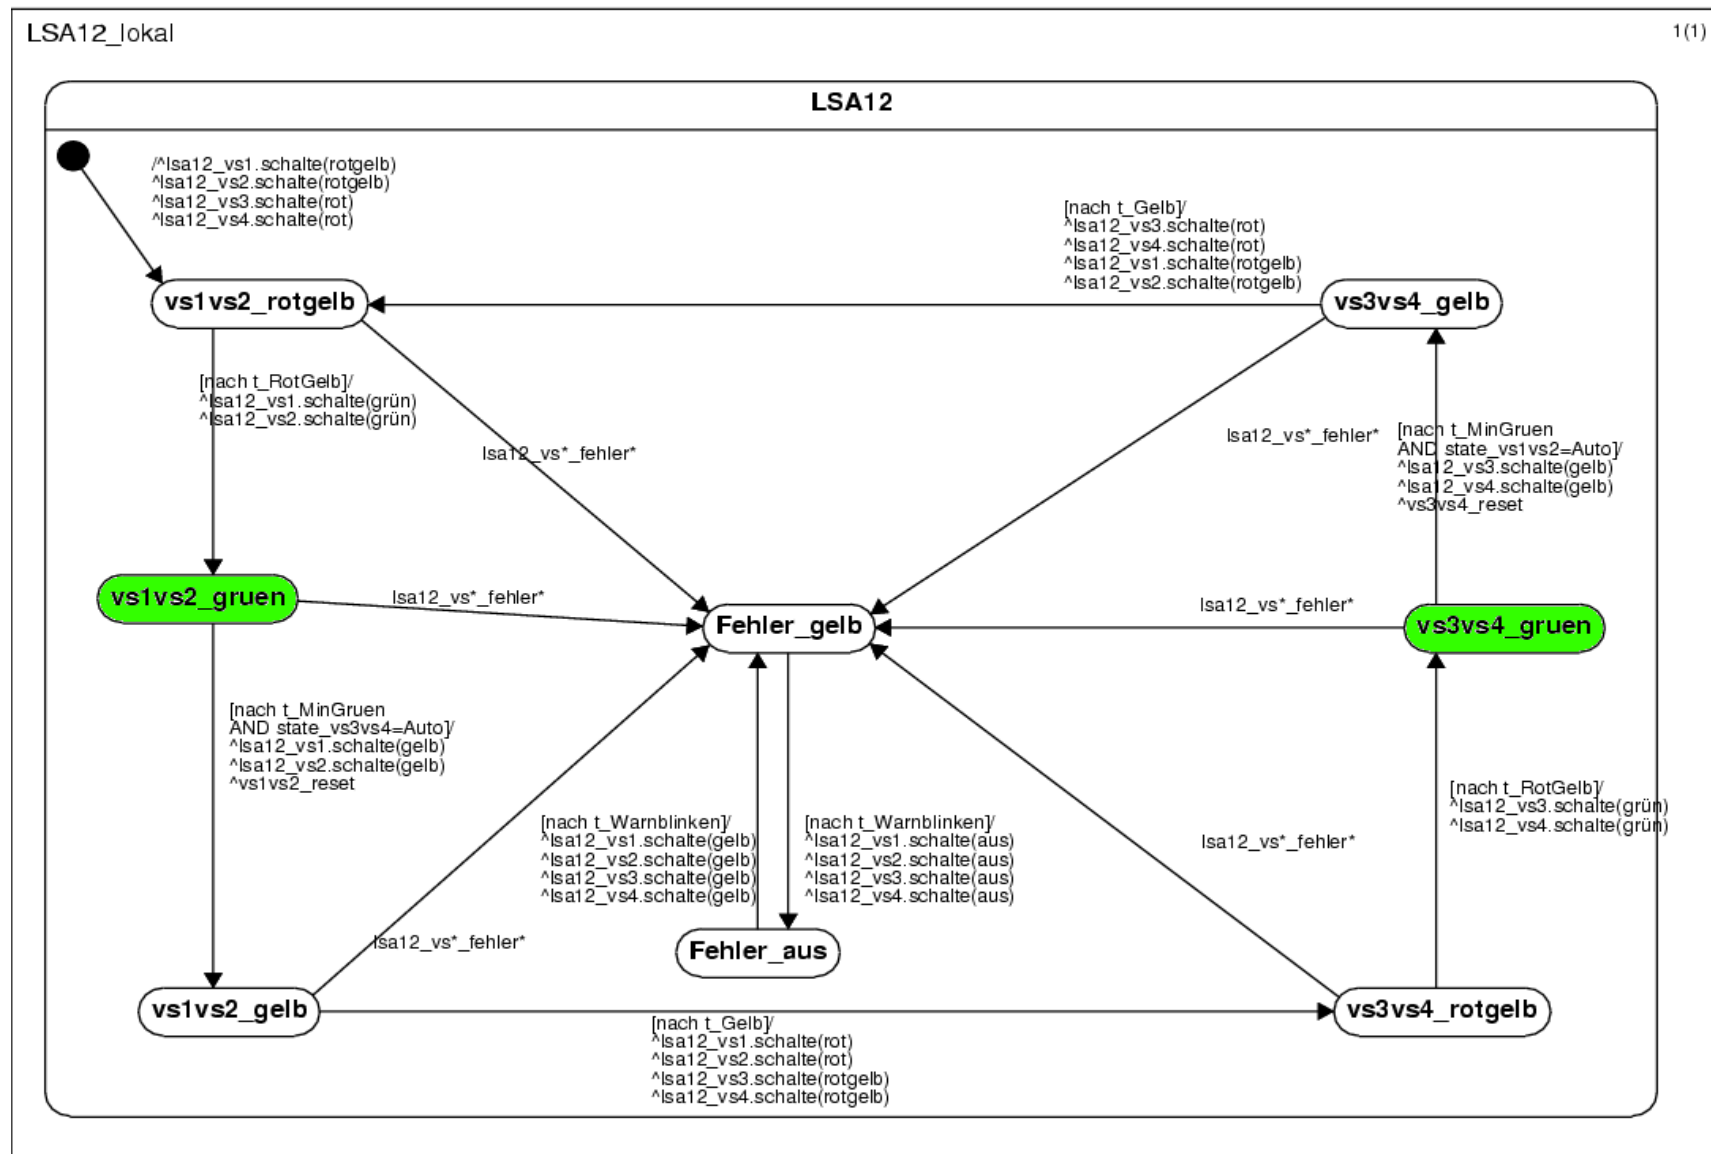 LSA12_lokal
1(1)
LSA12
/^lsa12_vs1.schalte(rotgelb)
^lsa12_vs2.schalte(rotgelb)
^lsa12_vs3.schalte(rot)
^lsa12_vs4.schalte(rot)
[nach t_Gelb]/
^lsa12_vs3.schalte(rot)
^lsa12_vs4.schalte(rot)
^lsa12_vs1.schalte(rotgelb)
^lsa12_vs2.schalte(rotgelb)
vs1vs2_rotgelb
vs3vs4_gelb
[nach t_RotGelb]/
^lsa12_vs1.schalte(grün)
^lsa12_vs2.schalte(grün)
lsa12_vs*_fehler*
lsa12_vs*_fehler*
[nach t_MinGruen
AND state_vs1vs2=Auto]/
^lsa12_vs3.schalte(gelb)
^lsa12_vs4.schalte(gelb)
^vs3vs4_reset
vs1vs2_gruen
lsa12_vs*_fehler*
Fehler_gelb
lsa12_vs*_fehler*
vs3vs4_gruen
[nach t_MinGruen
AND state_vs3vs4=Auto]/
^lsa12_vs1.schalte(gelb)
^lsa12_vs2.schalte(gelb)
^vs1vs2_reset
[nach t_Warnblinken]/
^lsa12_vs1.schalte(gelb)
^lsa12_vs2.schalte(gelb)
^lsa12_vs3.schalte(gelb)
^lsa12_vs4.schalte(gelb)
[nach t_Warnblinken]/
^lsa12_vs1.schalte(aus)
^lsa12_vs2.schalte(aus)
^lsa12_vs3.schalte(aus)
^lsa12_vs4.schalte(aus)
lsa12_vs*_fehler*
[nach t_RotGelb]/
^lsa12_vs3.schalte(grün)
^lsa12_vs4.schalte(grün)
lsa12_vs*_fehler*
Fehler_aus
vs1vs2_gelb
vs3vs4_rotgelb
[nach t_Gelb]/
^lsa12_vs1.schalte(rot)
^lsa12_vs2.schalte(rot)
^lsa12_vs3.schalte(rotgelb)
^lsa12_vs4.schalte(rotgelb)